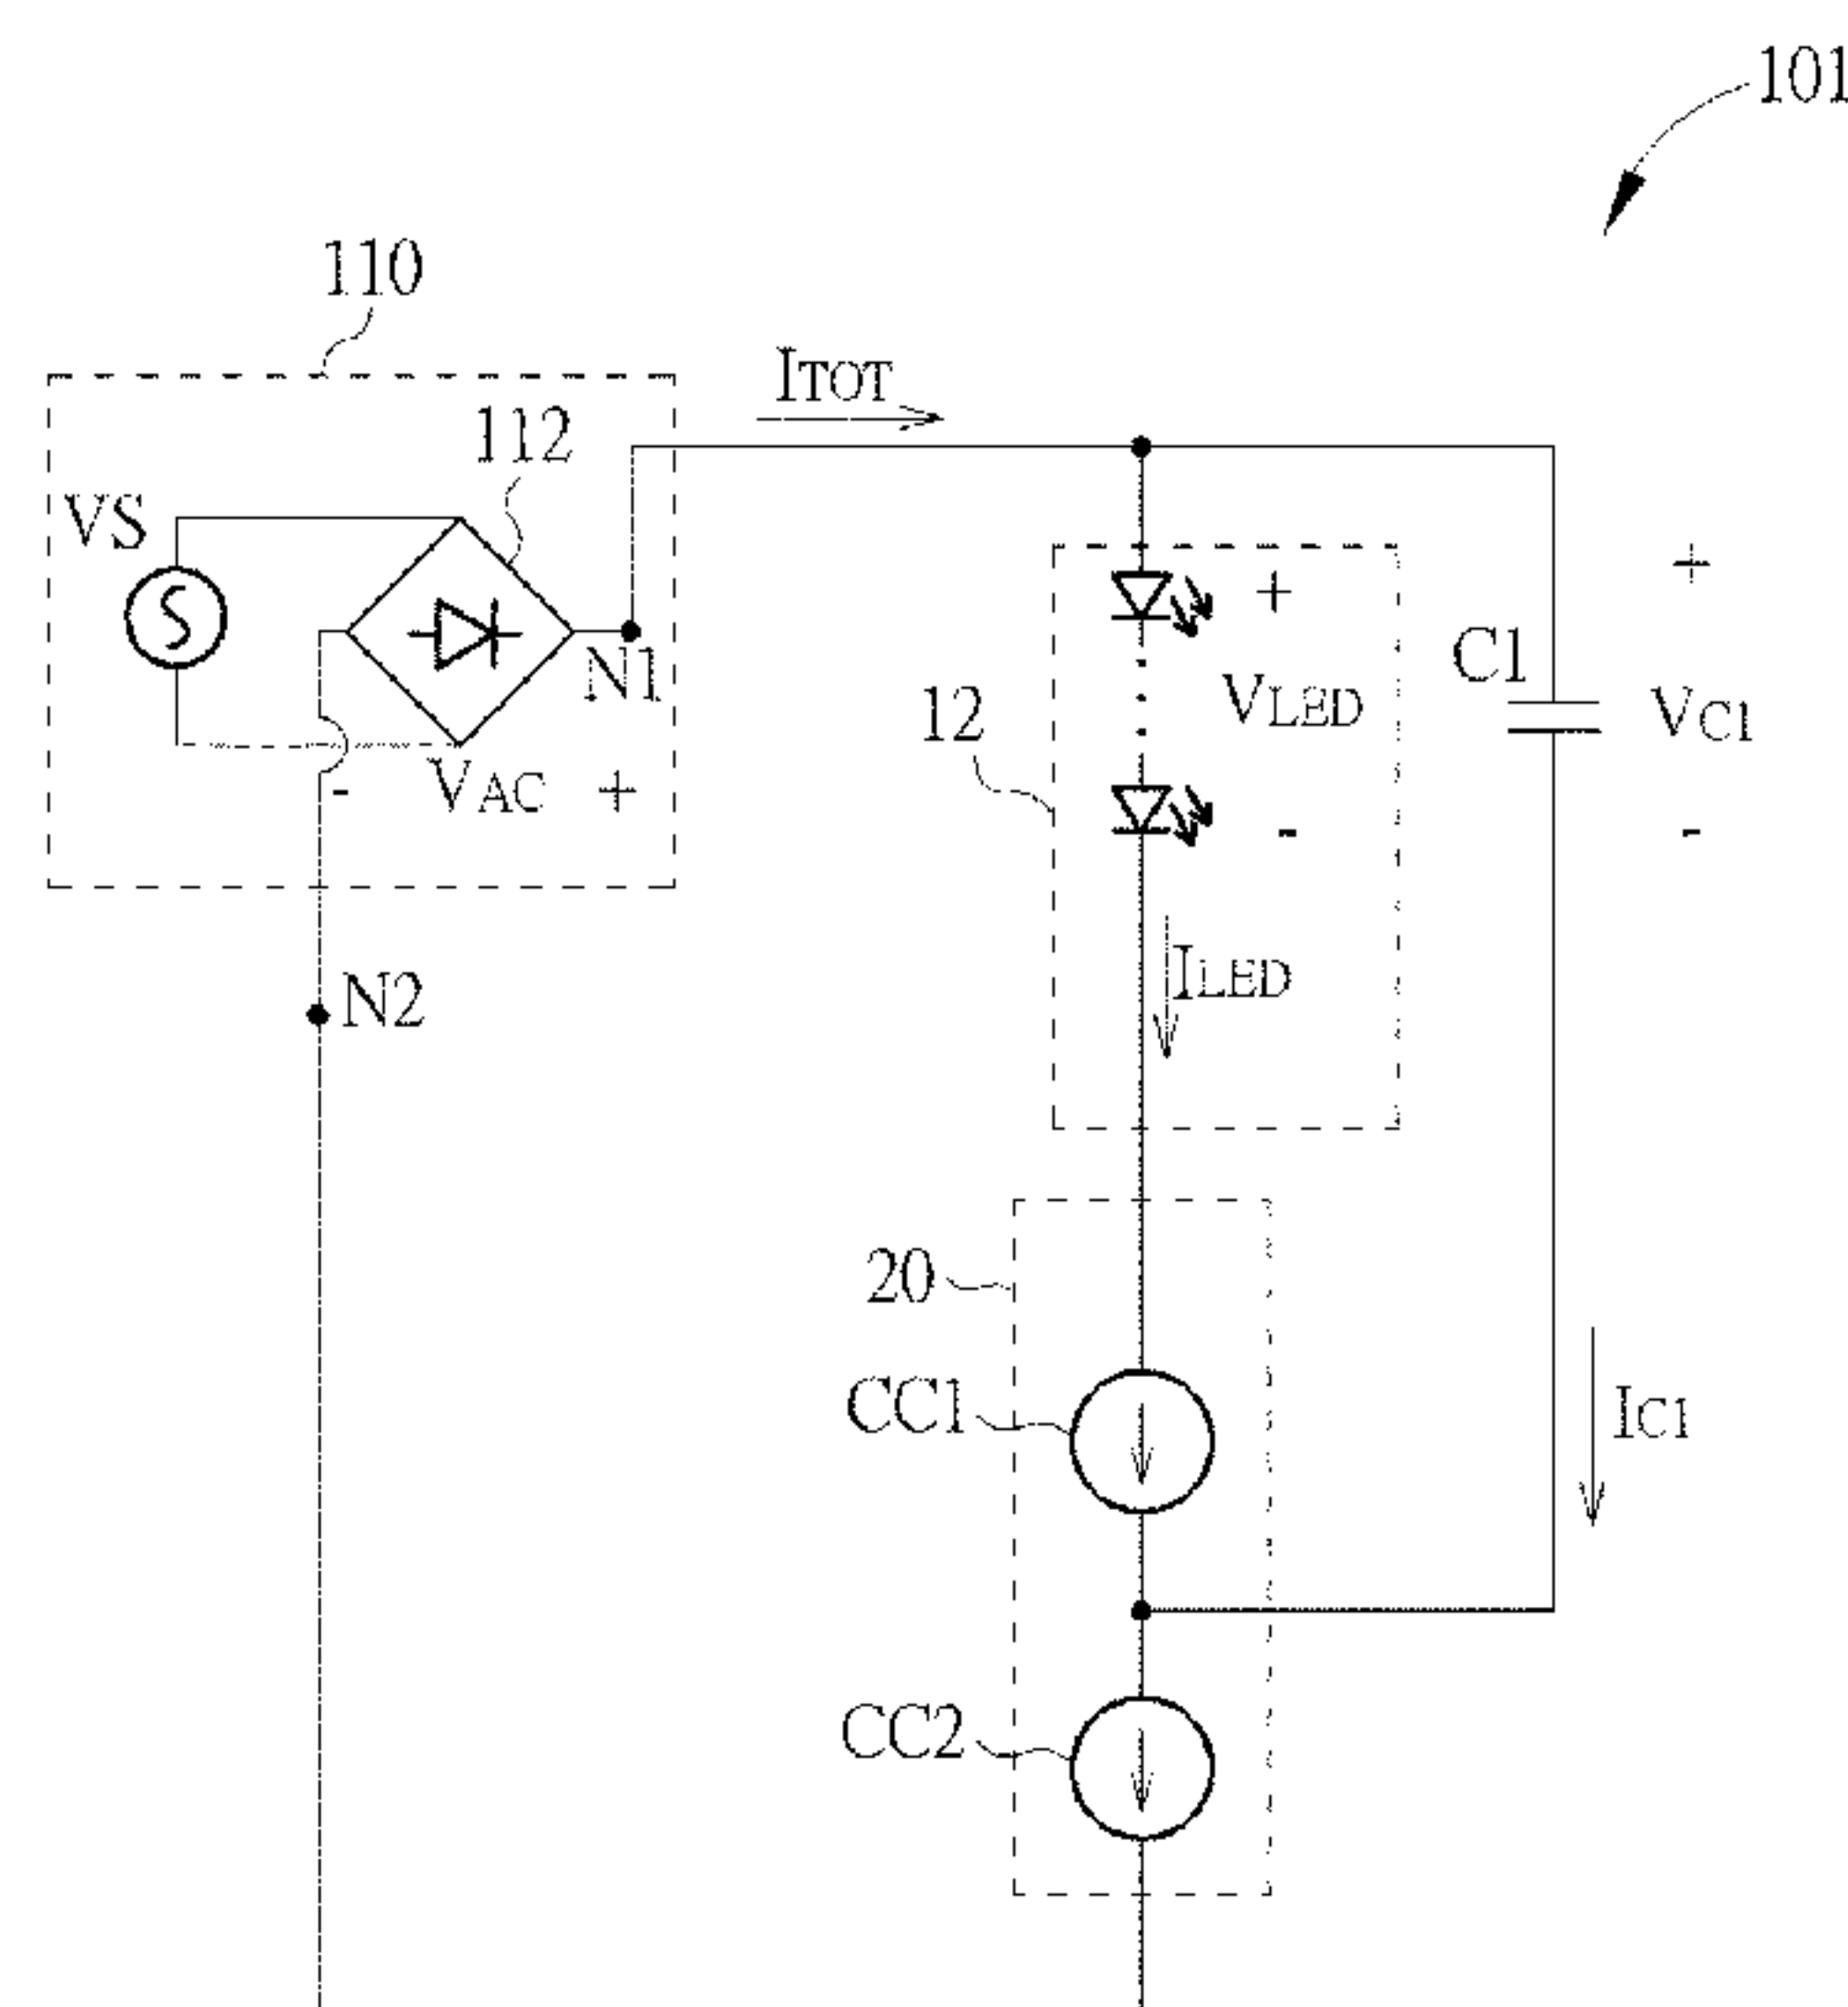 101
110
ITOT
112
VS
N1
+
+
C1
VLED
VC1
12
- VAC +
-
-
ILED
N2
20
CC1
IC1
CC2